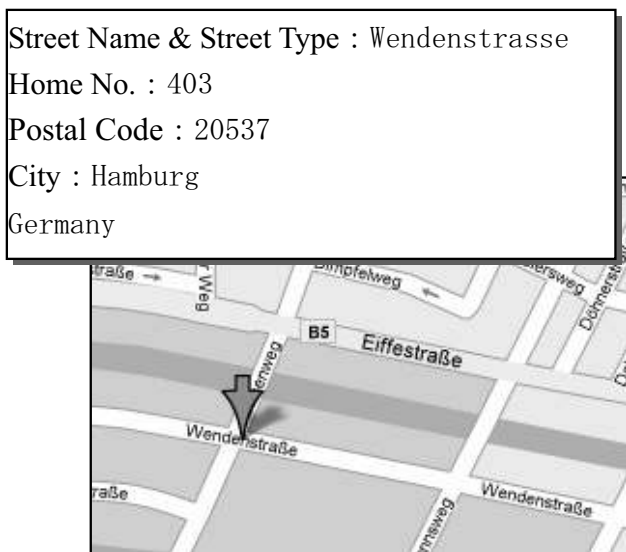 Street Name & Street Type : Wendenstrasse
Home No. : 403
Postal Code : 20537
City : Hamburg
Germany
B5
Eiffestraße
Wendenstraße
Wendenstraße